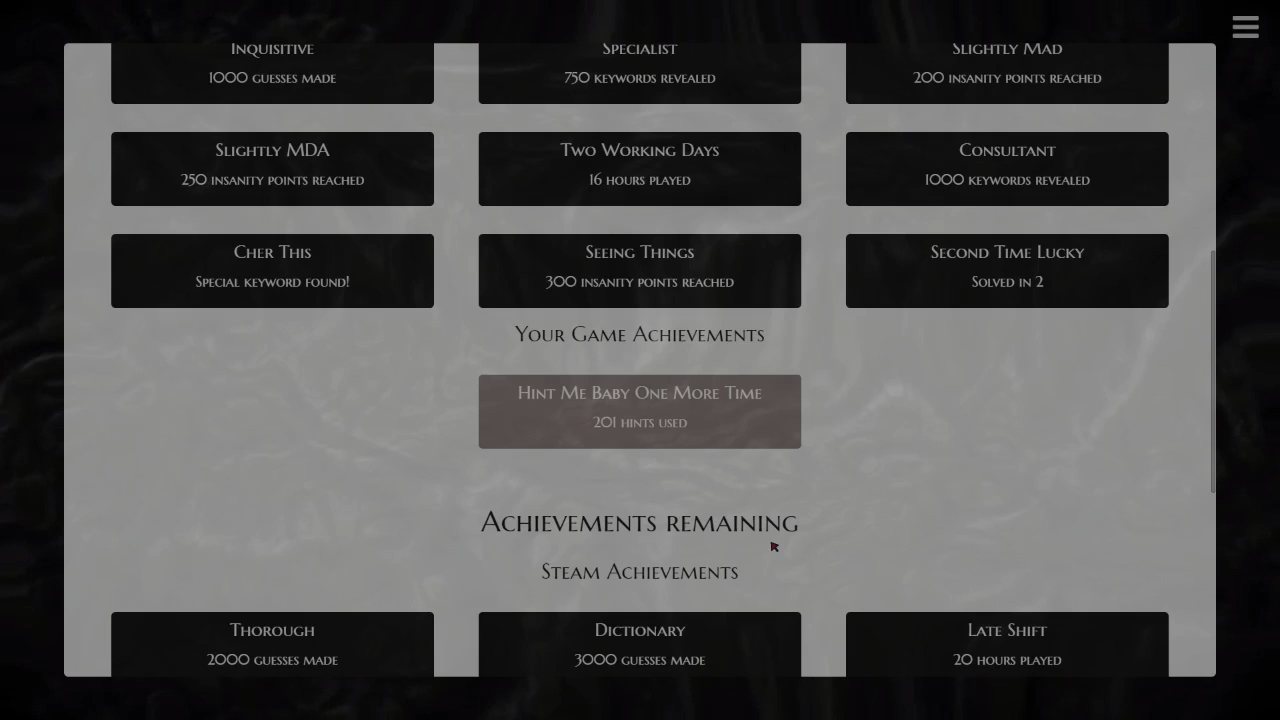 Inquisitive
1000 guesses made
Specialist
750 keywords revealed
Slightly Mad
200 insanity points reached
Slightly MDA
250 insanity points reached
Two Working Days
16 hours played
Consultant
1000 keywords revealed
Cher This
Special keyword found!
Seeing Things
300 insanity points reached
Second Time Lucky
Solved in 2
Your Game Achievements
Hint Me Baby One More Time
201 hints used
Achievements remaining
Steam Achievements
Thorough
2000 guesses made
Dictionary
3000 guesses made
Late Shift
20 hours played